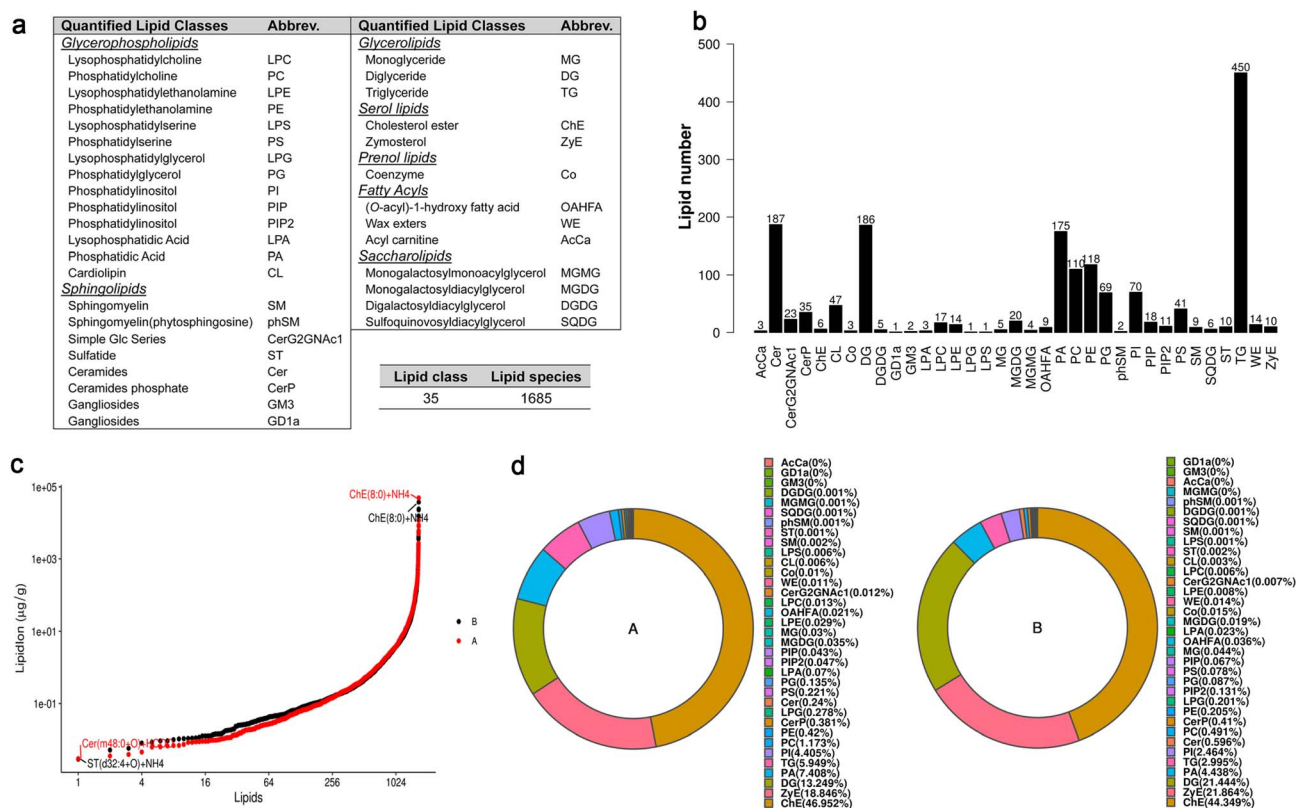 a
Quantified Lipid Classes Abbrev. Quantified Lipid Classes Abbrev.
Glycerophospholipids
Lysophosphatidylcholine LPC
Phosphatidylcholine PC
Lysophosphatidylethanolamine LPE
Phosphatidylethanolamine PE
Lysophosphatidylserine LPS
Phosphatidylserine PS
Lysophosphatidylglycerol LPG
Phosphatidylglycerol PG
Phosphatidylinositol PI
Phosphatidylinositol PIP
Phosphatidylinositol PIP2
Lysophosphatidic Acid LPA
Phosphatidic Acid PA
Cardiolipin CL
Sphingolipids
Sphingomyelin SM
Sphingomyelin(phytosphingosine) phSM
Simple Glc Series CerG2GNAc1
Sulfatide ST
Ceramides Cer
Ceramides phosphate CerP
Gangliosides GM3
Gangliosides GD1a
Glycerolipids
Monoglyceride MG
Diglyceride DG
Triglyceride TG
Serol lipids
Cholesterol ester ChE
Zymosterol ZyE
Prenol lipids
Coenzyme Co
Fatty Acyls
(O-acyl)-1-hydroxy fatty acid OAHFA
Wax exters WE
Acyl carnitine AcCa
Saccharolipids
Monogalactosylmonoacylglycerol MGMG
Monogalactosyldiacylglycerol MGDG
Digalactosyldiacylglycerol DGDG
Sulfoquinovosyldiacylglycerol SQDG
Lipid class Lipid species
35 1685
b
Lipid number
500
400
300
200
100
0
3 187 23 35 6 47 3 186 5 1 2 3 17 14 1 1 5 20 4 9 175 110 118 69 2 70 18 11 41 9 6 10 450 14 10
AcCa Cer CerG2GNAc1 CerP ChE CL Co DG DGDG GD1a GM3 LPA LPC LPE LPG LPS MG MGDG MGMG OAHFA PA PC PE PG phSM PI PIP PIP2 PS SM SQDG ST TG WE ZyE
c
LipidIon (μg/g)
1e+05
1e+03
1e+01
1e-01
ChE(8:0)+NH4
ChE(8:0)+NH4
ST(d32:4+O)+NH4
1 4 16 64 256 1024
Lipids
B
A
d
A
AcCa(0%)
GD1a(0%)
GM3(0%)
DGDG(0.001%)
MGMG(0.001%)
SQDG(0.001%)
phSM(0.001%)
ST(0.001%)
SM(0.002%)
LPS(0.006%)
CL(0.006%)
Co(0.01%)
WE(0.011%)
CerG2GNAc1(0.012%)
LPC(0.013%)
OAHFA(0.021%)
LPE(0.029%)
MG(0.03%)
MGDG(0.035%)
PIP(0.043%)
PIP2(0.047%)
LPA(0.07%)
PG(0.135%)
PS(0.221%)
Cer(0.24%)
LPG(0.278%)
CerP(0.381%)
PE(0.42%)
PC(1.173%)
PI(4.405%)
TG(5.949%)
PA(7.408%)
DG(13.249%)
ZyE(18.846%)
ChE(46.952%)
B
GD1a(0%)
GM3(0%)
AcCa(0%)
MGMG(0%)
phSM(0.001%)
DGDG(0.001%)
SQDG(0.001%)
SM(0.001%)
LPS(0.001%)
ST(0.002%)
CL(0.003%)
LPC(0.006%)
CerG2GNAc1(0.007%)
LPE(0.008%)
WE(0.014%)
Co(0.015%)
MGDG(0.019%)
LPA(0.023%)
OAHFA(0.036%)
MG(0.044%)
PIP(0.067%)
PS(0.078%)
PG(0.087%)
PIP2(0.131%)
LPG(0.201%)
PE(0.205%)
CerP(0.41%)
PC(0.491%)
Cer(0.596%)
PI(2.464%)
TG(2.995%)
PA(4.438%)
DG(21.444%)
ZyE(21.864%)
ChE(44.349%)